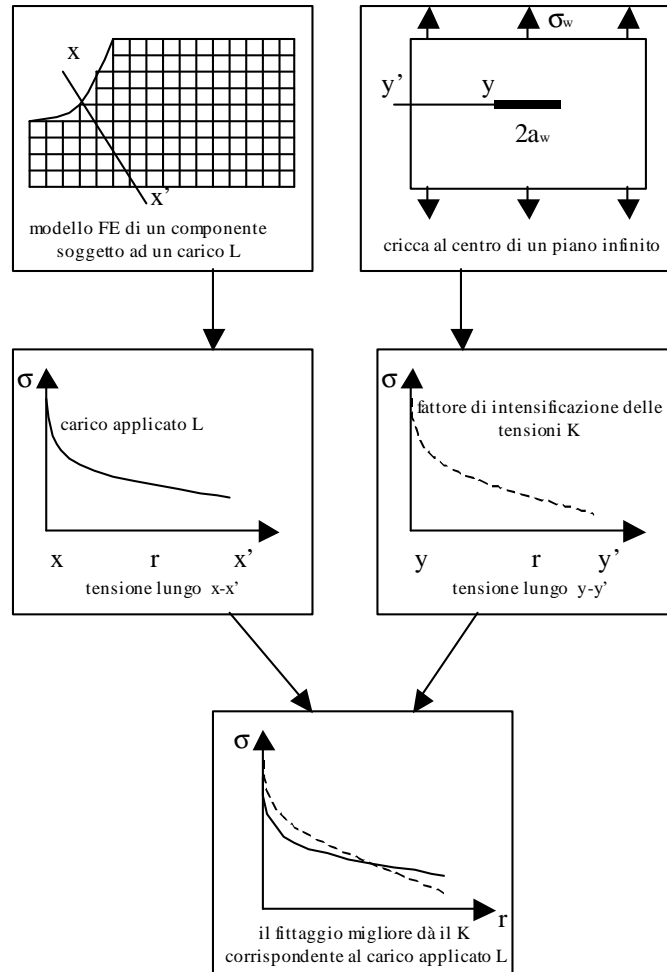 x
x’
modello FE di un componente
soggetto ad un carico L
σw
y’ y
2aw
cricca al centro di un piano infinito
σ
carico applicato L
x r x’
tensione lungo x-x’
σ
fattore di intensificazione delle
tensioni K
y r y’
tensione lungo y-y’
σ
r
il fittaggio migliore dà il K
corrispondente al carico applicato L